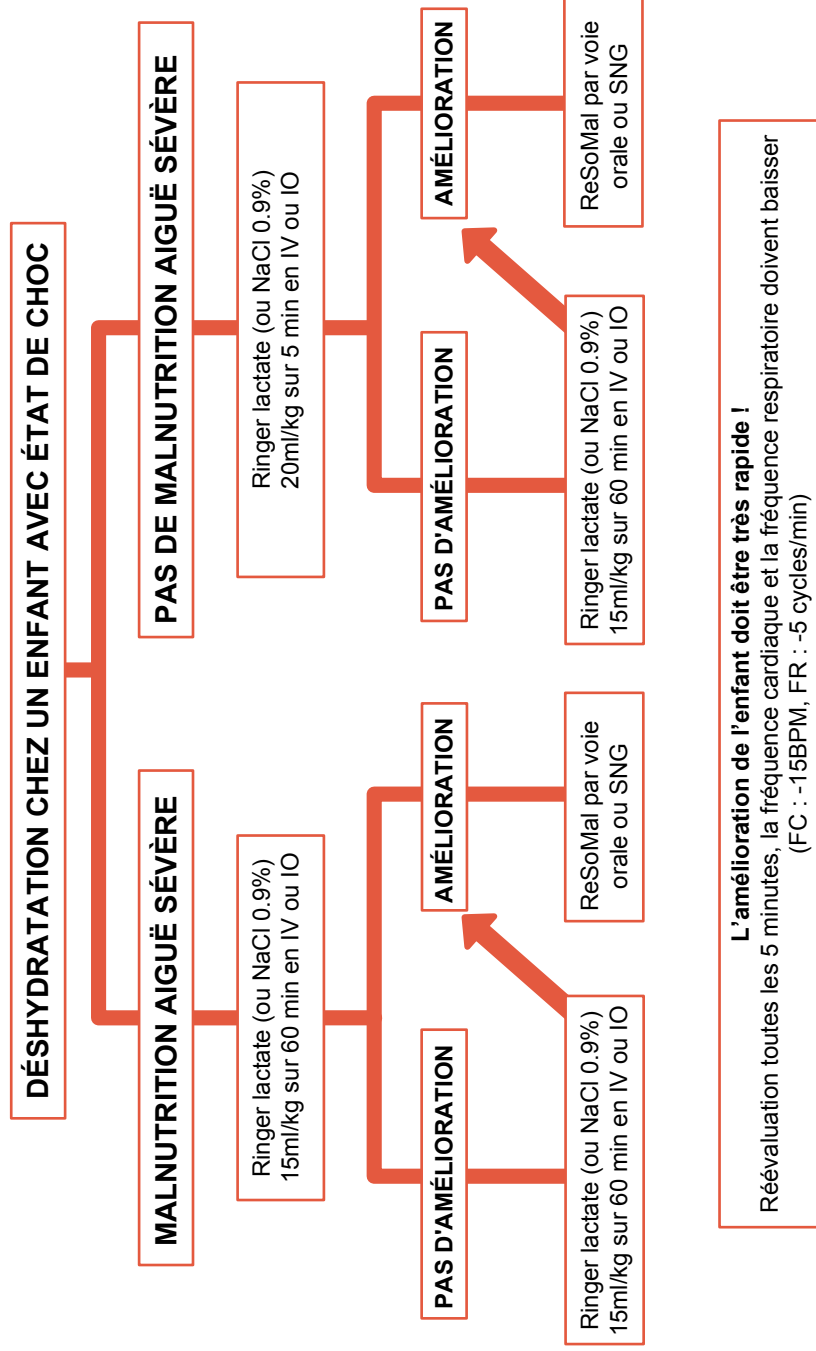 DÉSHYDRATATION CHEZ UN ENFANT AVEC ÉTAT DE CHOC
MALNUTRITION AIGUË SÉVÈRE
Ringer lactate (ou NaCl 0.9%)
15ml/kg sur 60 min en IV ou IO
PAS D'AMÉLIORATION
AMÉLIORATION
Ringer lactate (ou NaCl 0.9%)
15ml/kg sur 60 min en IV ou IO
ReSoMal par voie
orale ou SNG
PAS DE MALNUTRITION AIGUË SÉVÈRE
Ringer lactate (ou NaCl 0.9%)
20ml/kg sur 5 min en IV ou IO
PAS D'AMÉLIORATION
AMÉLIORATION
Ringer lactate (ou NaCl 0.9%)
15ml/kg sur 60 min en IV ou IO
ReSoMal par voie
orale ou SNG
L'amélioration de l'enfant doit être très rapide !
Réévaluation toutes les 5 minutes, la fréquence cardiaque et la fréquence respiratoire doivent baisser
(FC : -15BPM, FR : -5 cycles/min)